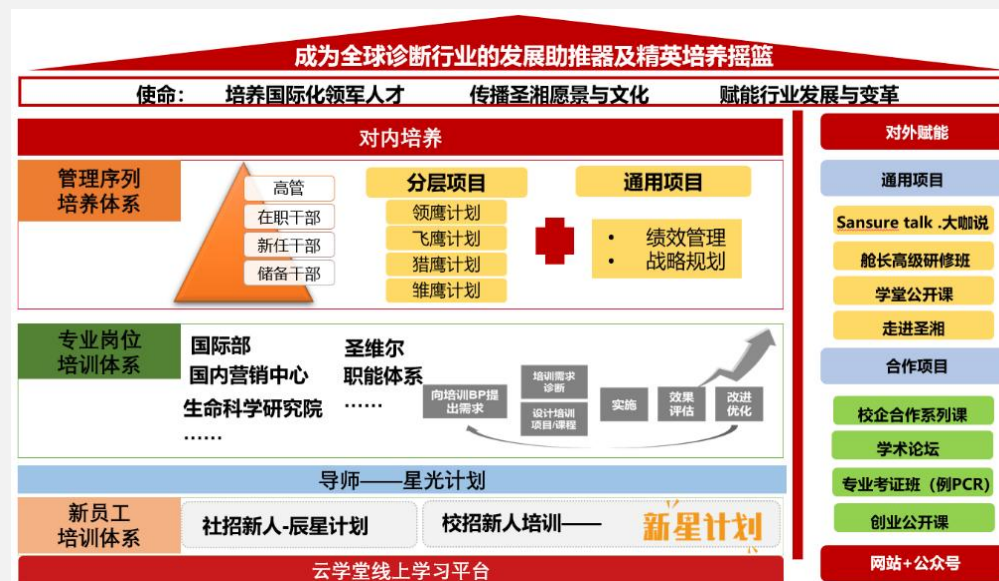 成为全球诊断行业的发展助推器及精英培养摇篮
使命： 培养国际化领军人才 传播圣湘愿景与文化 赋能行业发展与变革
对内培养
管理序列
培养体系
高管
在职干部
新任干部
储备干部
分层项目
领鹰计划
飞鹰计划
猎鹰计划
雏鹰计划
通用项目
• 绩效管理
• 战略规划
专业岗位
培训体系
国际部
国内营销中心
生命科学研究院
……
圣维尔
职能体系
……
向培训BP提
出需求
培训需求
诊断
设计培训
项目/课程
实施
效果
评估
改进
优化
导师——星光计划
新员工
培训体系
社招新人-辰星计划
校招新人培训——
新星计划
云学堂线上学习平台
对外赋能
通用项目
Sansure talk .大咖说
舱长高级研修班
学堂公开课
走进圣湘
合作项目
校企合作系列课
学术论坛
专业考证班（例PCR）
创业公开课
网站+公众号